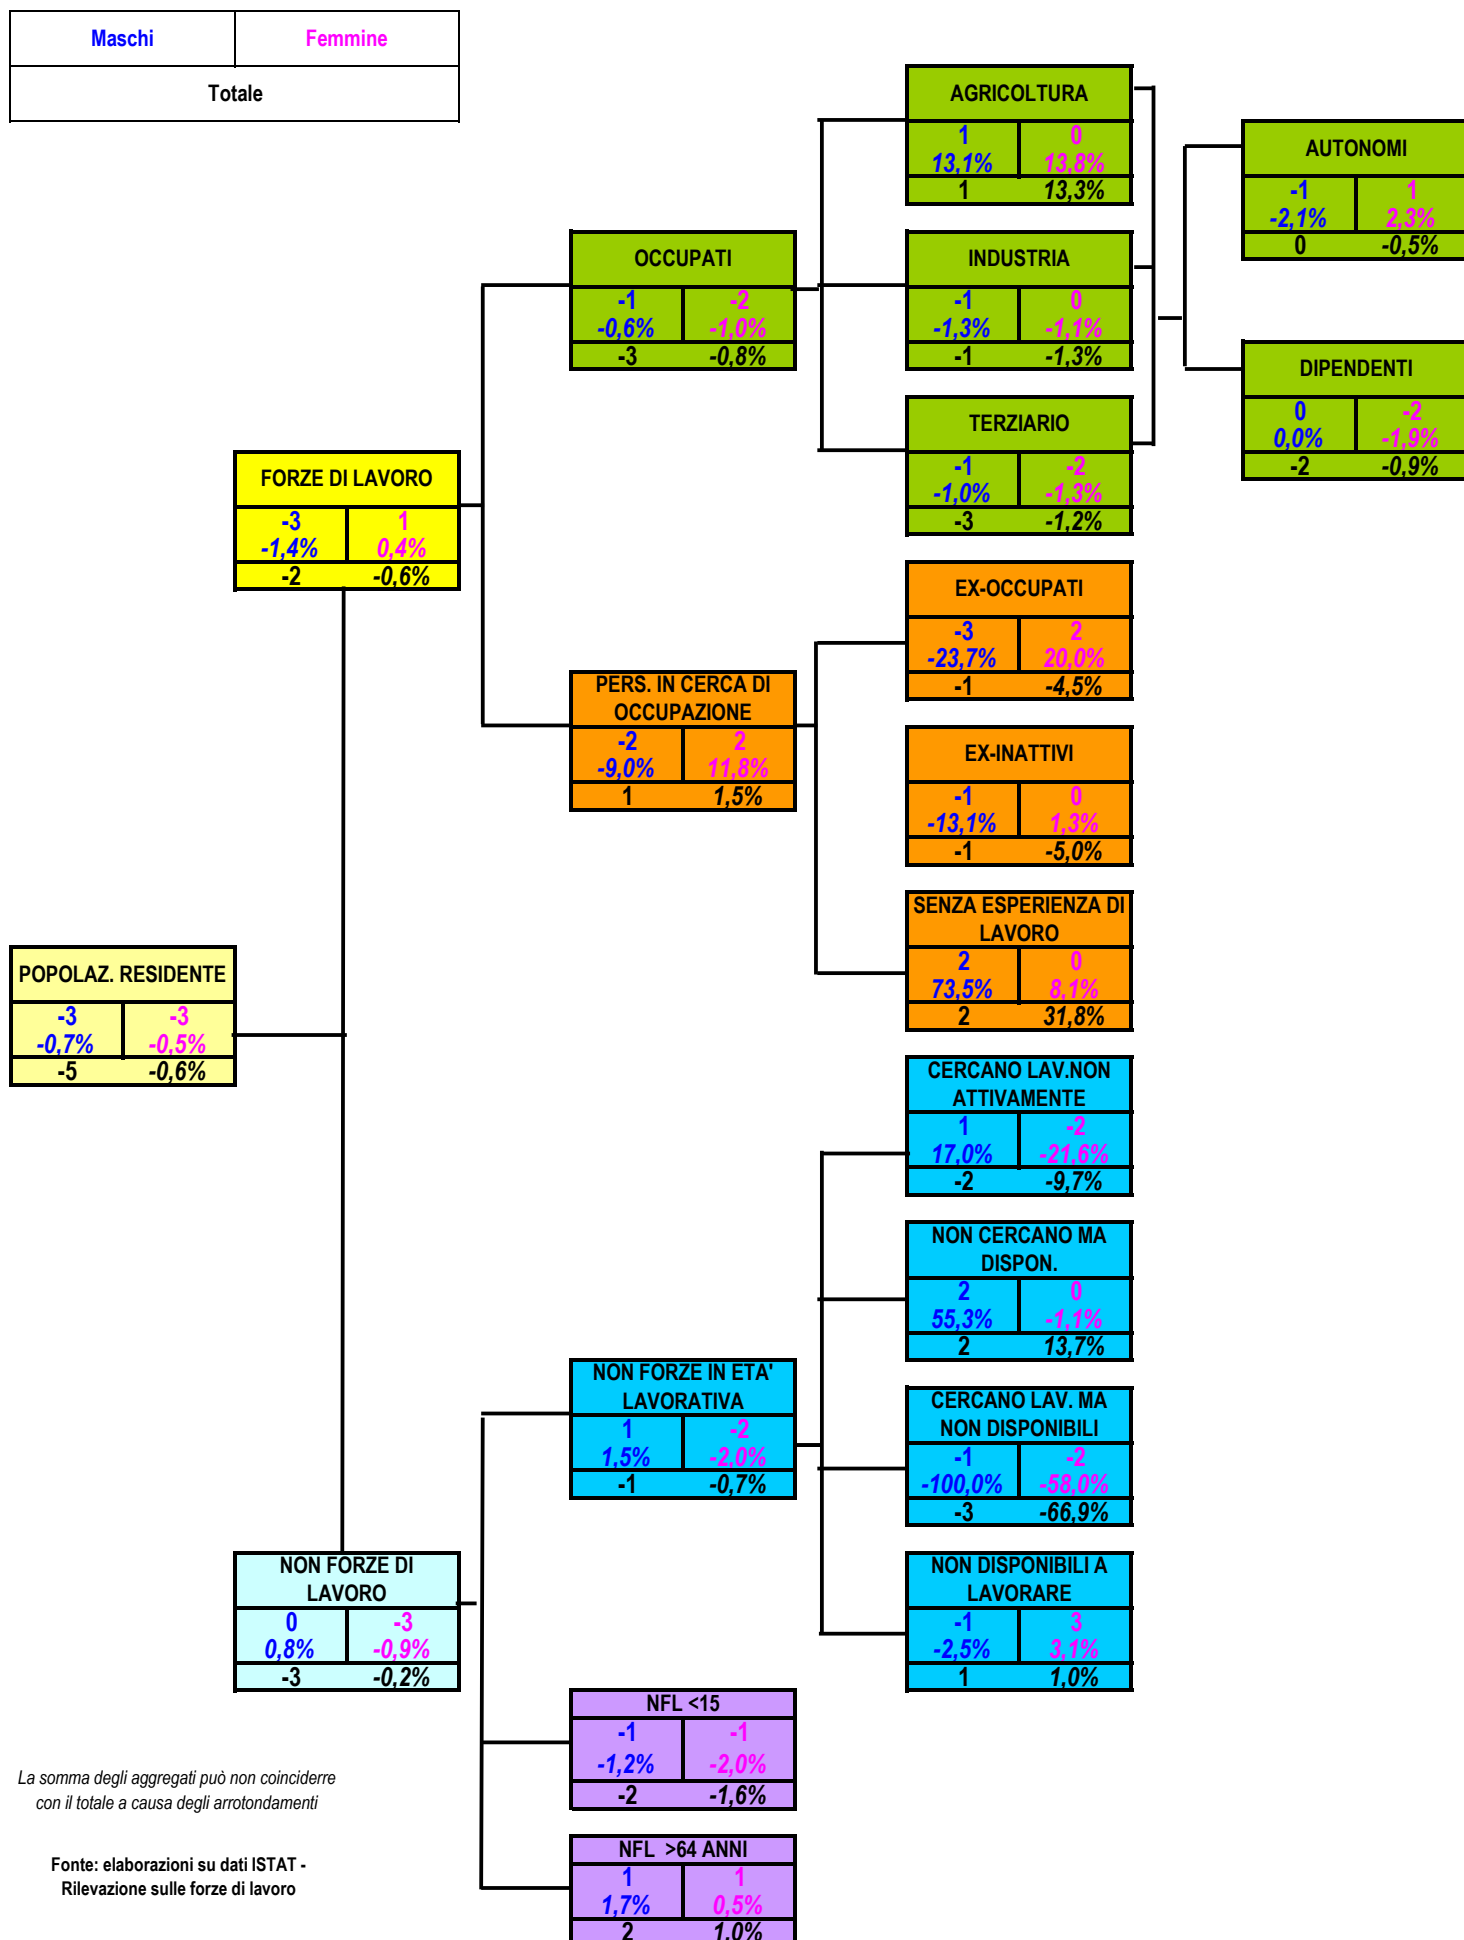 Maschi Femmine
Totale
AGRICOLTURA
1 0
13,1% 13,8%
1 13,3%
AUTONOMI
-1 1
-2,1% 2,3%
0 -0,5%
OCCUPATI
-1 -2
-0,6% -1,0%
-3 -0,8%
INDUSTRIA
-1 0
-1,3% -1,1%
-1 -1,3%
DIPENDENTI
0 -2
0,0% -1,9%
-2 -0,9%
TERZIARIO
-1 -2
-1,0% -1,3%
-3 -1,2%
FORZE DI LAVORO
-3 1
-1,4% 0,4%
-2 -0,6%
EX-OCCUPATI
-3 2
-23,7% 20,0%
-1 -4,5%
PERS. IN CERCA DI
OCCUPAZIONE
-2 2
-9,0% 11,8%
1 1,5%
EX-INATTIVI
-1 0
-13,1% 1,3%
-1 -5,0%
SENZA ESPERIENZA DI
LAVORO
2 0
73,5% 8,1%
2 31,8%
POPOLAZ. RESIDENTE
-3 -3
-0,7% -0,5%
-5 -0,6%
CERCANO LAV.NON
ATTIVAMENTE
1 -2
17,0% -21,6%
-2 -9,7%
NON CERCANO MA
DISPON.
2 0
55,3% -1,1%
2 13,7%
NON FORZE IN ETA'
LAVORATIVA
1 -2
1,5% -2,0%
-1 -0,7%
CERCANO LAV. MA
NON DISPONIBILI
-1 -2
-100,0% -58,0%
-3 -66,9%
NON FORZE DI
LAVORO
0 -3
0,8% -0,9%
-3 -0,2%
NON DISPONIBILI A
LAVORARE
-1 3
-2,5% 3,1%
1 1,0%
NFL <15
-1 -1
-1,2% -2,0%
-2 -1,6%
La somma degli aggregati può non coinciderre
con il totale a causa degli arrotondamenti
NFL >64 ANNI
1 1
1,7% 0,5%
2 1,0%
Fonte: elaborazioni su dati ISTAT -
Rilevazione sulle forze di lavoro